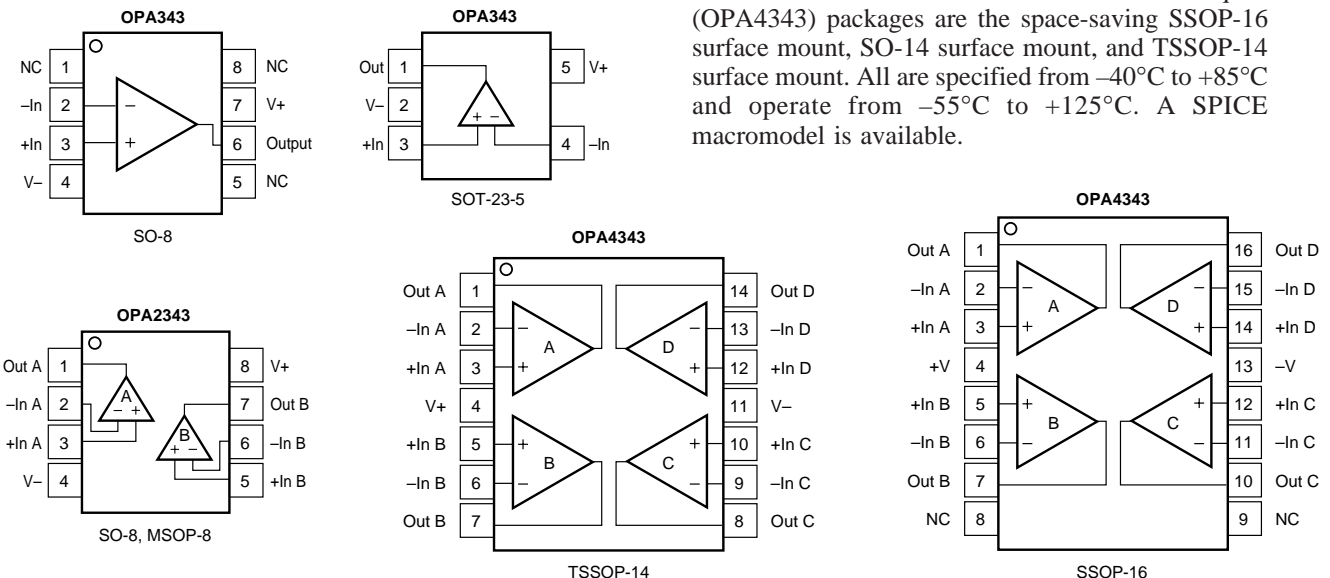 (OPA4343) packages are the space-saving SSOP-16
surface mount, SO-14 surface mount, and TSSOP-14
surface mount. All are specified from –40°C to +85°C
and operate from –55°C to +125°C. A SPICE
macromodel is available.
OPA343
NC 1 8 NC
–In 2 – 7 V+
+In 3 + 6 Output
V– 4 5 NC
SO-8
OPA343
Out 1 5 V+
V– 2
+ –
+In 3 4 –In
SOT-23-5
OPA2343
Out A 1 8 V+
A
–In A 2 – + 7 Out B
B
+In A 3 + – 6 –In B
V– 4 5 +In B
SO-8, MSOP-8
OPA4343
Out A 1 14 Out D
–In A 2 – – 13 –In D
A D
+In A 3 + + 12 +In D
V+ 4 11 V–
+In B 5 + + 10 +In C
B C
–In B 6 – – 9 –In C
Out B 7 8 Out C
TSSOP-14
OPA4343
Out A 1 16 Out D
–In A 2 – – 15 –In D
A D
+In A 3 + + 14 +In D
+V 4 13 –V
+In B 5 + + 12 +In C
B C
–In B 6 – – 11 –In C
Out B 7 10 Out C
NC 8 9 NC
SSOP-16